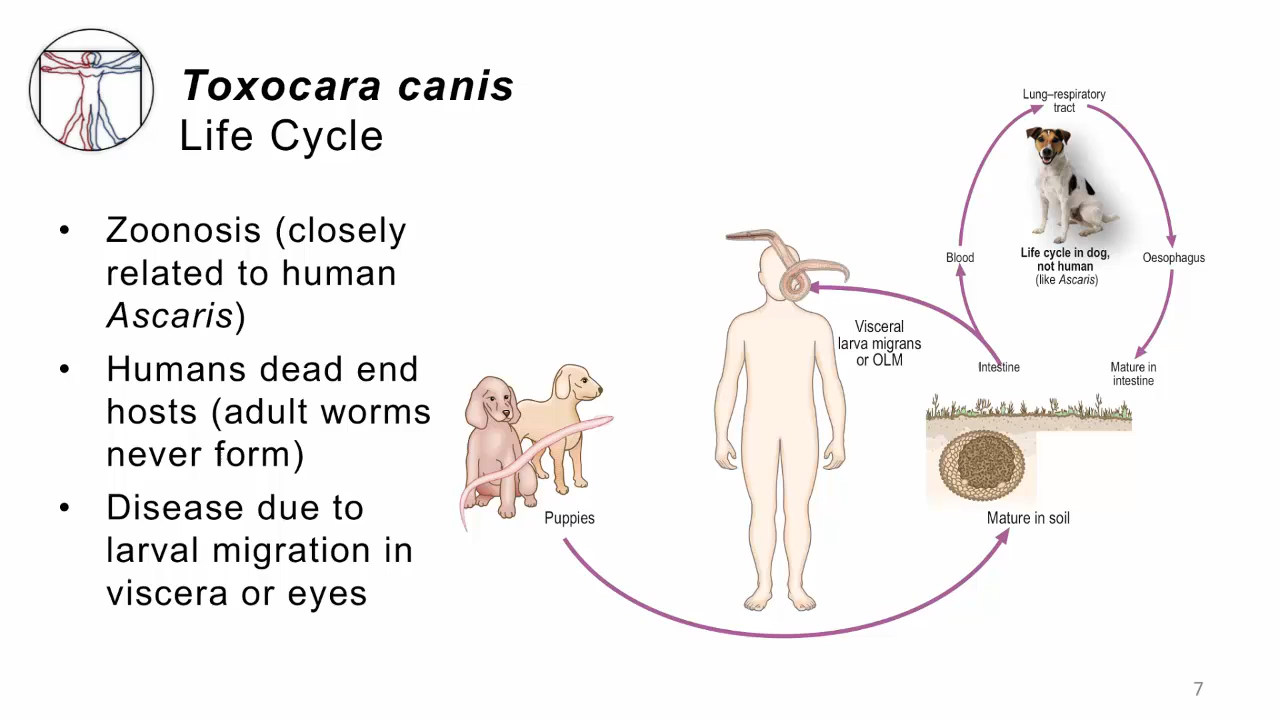 Toxocara canis
Life Cycle
• Zoonosis (closely
related to human
Ascaris)
• Humans dead end
hosts (adult worms
never form)
• Disease due to
larval migration in
viscera or eyes
Puppies
Visceral
larva migrans
or OLM
Lung–respiratory
tract
Blood
Life cycle in dog,
not human
(like Ascaris)
Oesophagus
Intestine
Mature in
intestine
Mature in soil
7